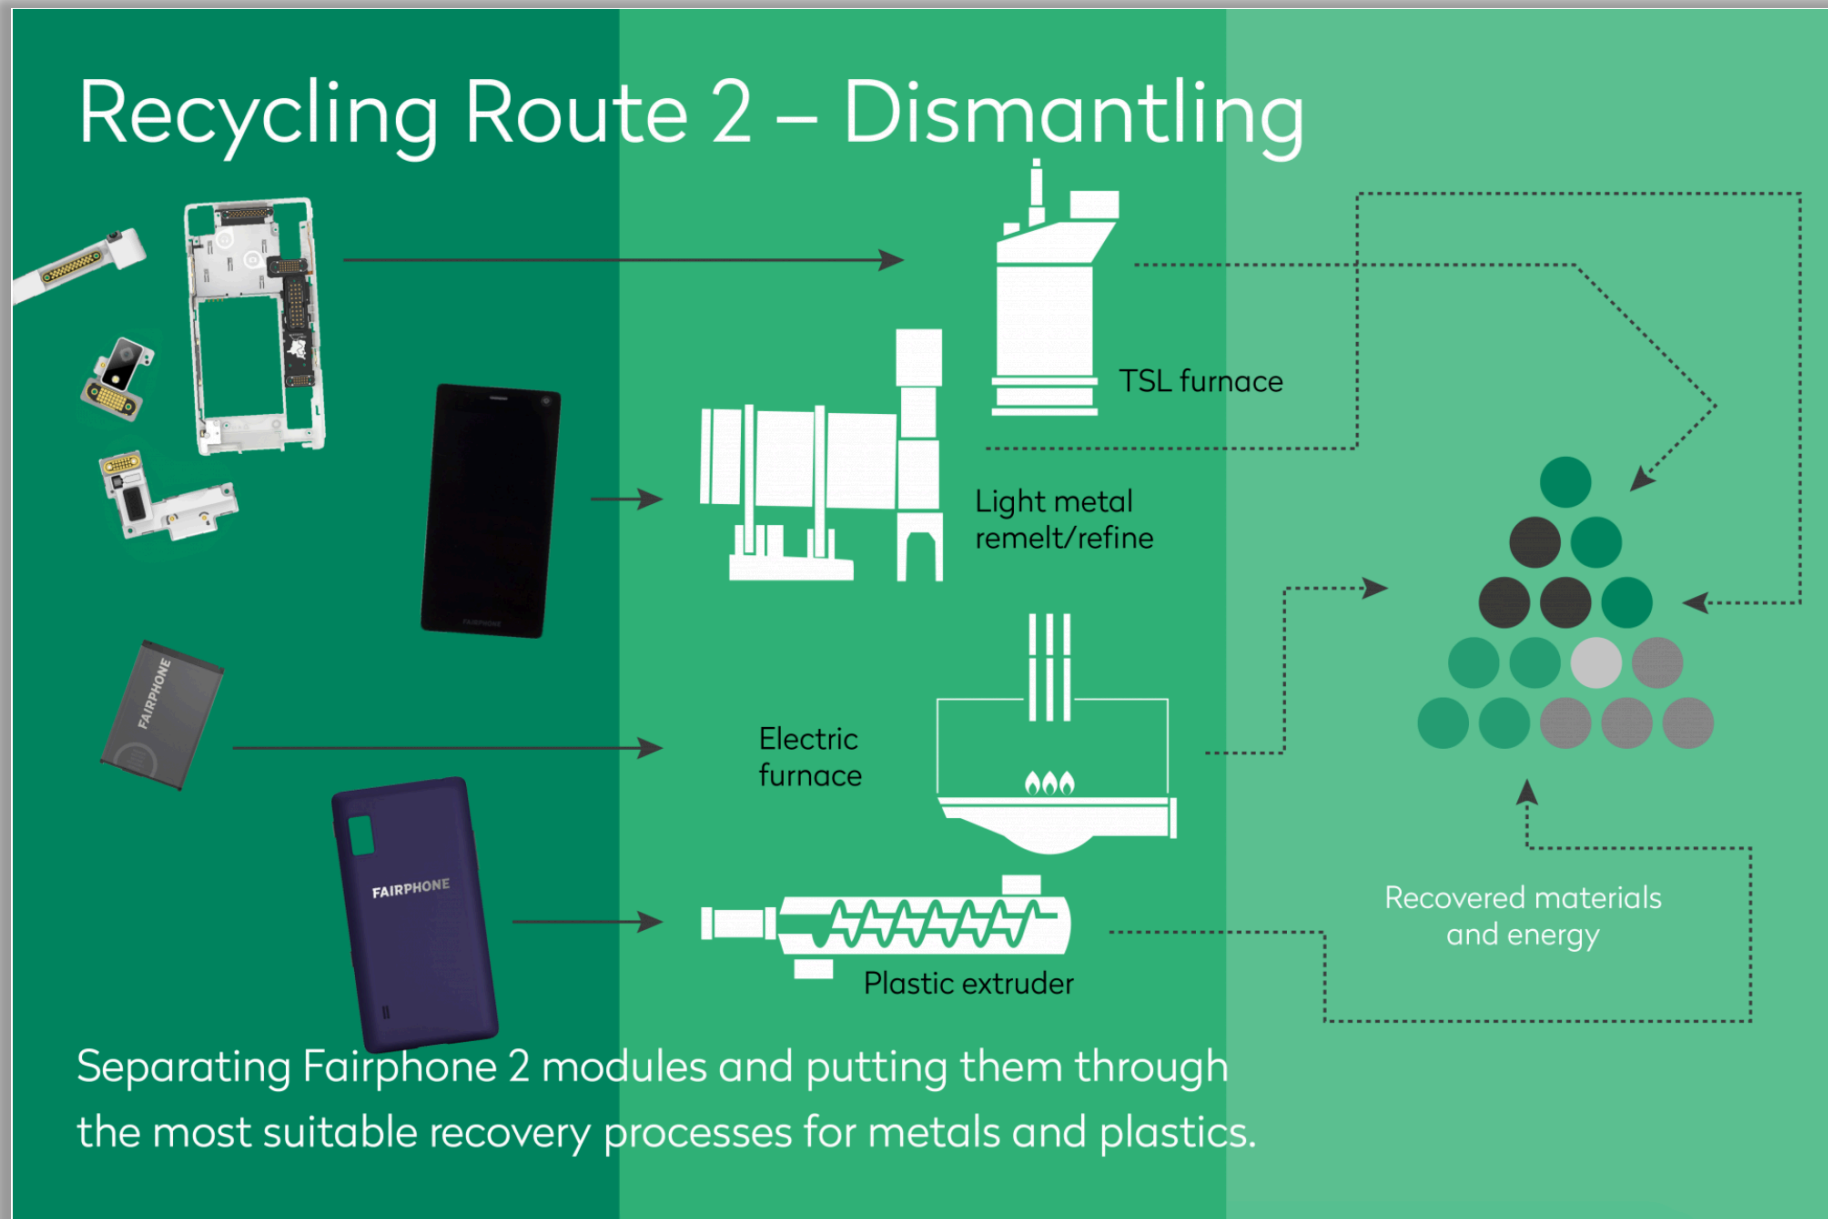 Recycling Route 2 – Dismantling
TSL furnace
Light metal
remelt/refine
FAIRPHONE
FAIRPHONE
Electric
furnace
FAIRPHONE
Plastic extruder
Recovered materials
and energy
Separating Fairphone 2 modules and putting them through
the most suitable recovery processes for metals and plastics.